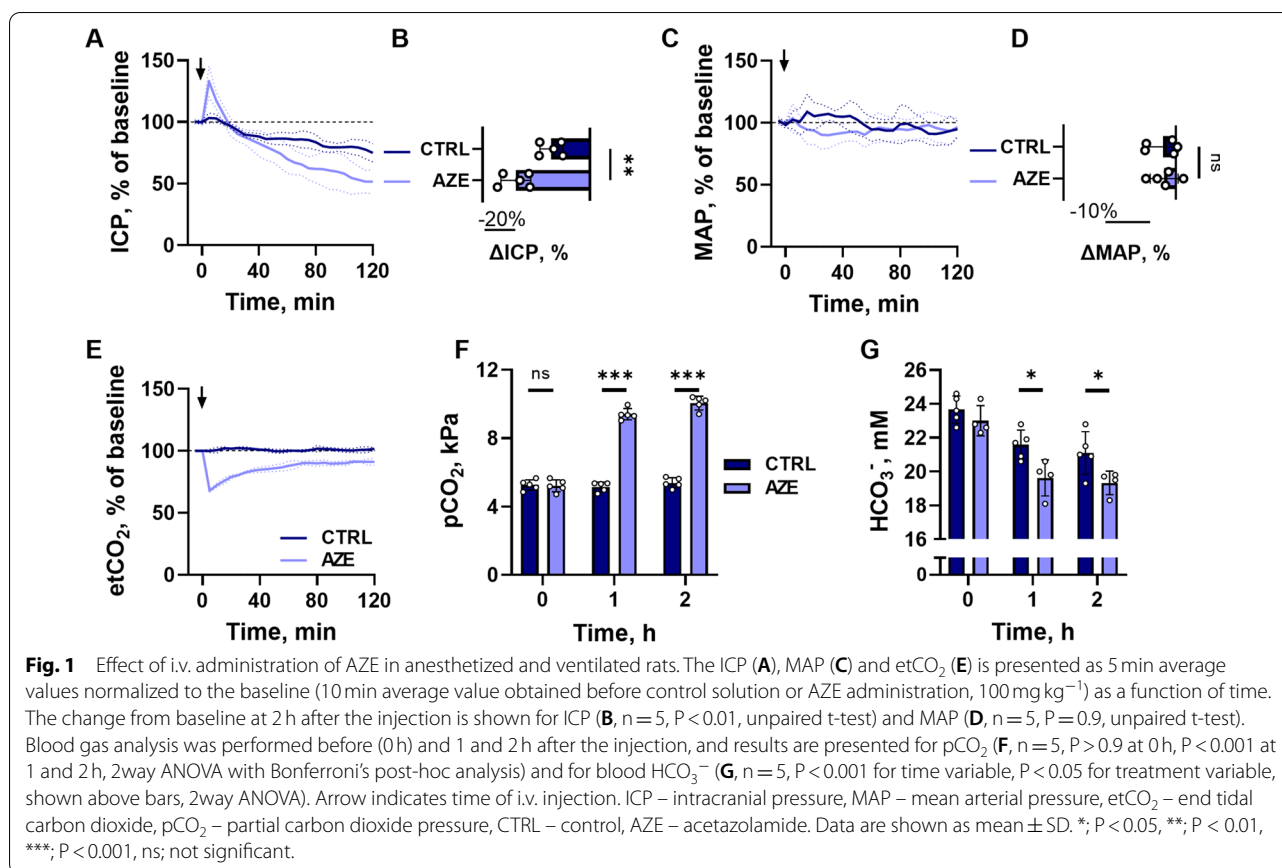 A
B
C
D
ICP, % of baseline
150
100
50
0
0
40
80
120
Time, min
CTRL
AZE
**
-20%
ΔICP, %
MAP, % of baseline
150
100
50
0
0
40
80
120
Time, min
CTRL
AZE
ns
-10%
ΔMAP, %
E
F
G
etCO₂, % of baseline
150
100
50
0
CTRL
AZE
0
40
80
120
Time, min
pCO₂, kPa
12
8
4
0
ns
***
***
0
1
2
Time, h
CTRL
AZE
HCO₃⁻, mM
26
24
22
20
18
16
0
*
*
0
1
2
Time, h
Fig. 1 Effect of i.v. administration of AZE in anesthetized and ventilated rats. The ICP (A), MAP (C) and etCO₂ (E) is presented as 5 min average
values normalized to the baseline (10 min average value obtained before control solution or AZE administration, 100 mg kg⁻¹) as a function of time.
The change from baseline at 2 h after the injection is shown for ICP (B, n = 5, P < 0.01, unpaired t-test) and MAP (D, n = 5, P = 0.9, unpaired t-test).
Blood gas analysis was performed before (0 h) and 1 and 2 h after the injection, and results are presented for pCO₂ (F, n = 5, P > 0.9 at 0 h, P < 0.001 at
1 and 2 h, 2way ANOVA with Bonferroni's post-hoc analysis) and for blood HCO₃⁻ (G, n = 5, P < 0.001 for time variable, P < 0.05 for treatment variable,
shown above bars, 2way ANOVA). Arrow indicates time of i.v. injection. ICP – intracranial pressure, MAP – mean arterial pressure, etCO₂ – end tidal
carbon dioxide, pCO₂ – partial carbon dioxide pressure, CTRL – control, AZE – acetazolamide. Data are shown as mean ± SD. *; P < 0.05, **; P < 0.01,
***; P < 0.001, ns; not significant.